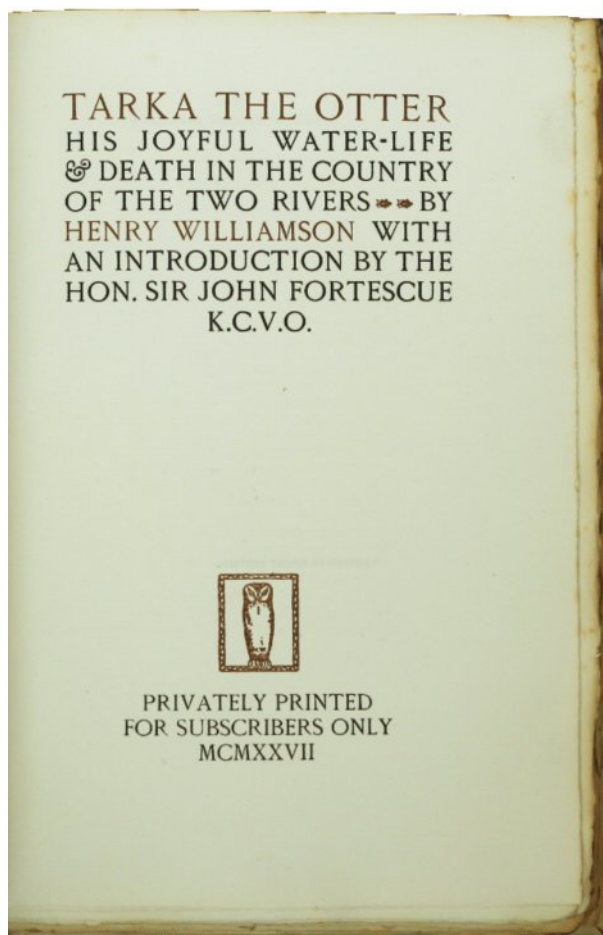 TARKA THE OTTER
HIS JOYFUL WATER-LIFE
& DEATH IN THE COUNTRY
OF THE TWO RIVERS BY
HENRY WILLIAMSON WITH
AN INTRODUCTION BY THE
HON. SIR JOHN FORTESCUE
K.C.V.O.
PRIVATELY PRINTED
FOR SUBSCRIBERS ONLY
MCMXXVII